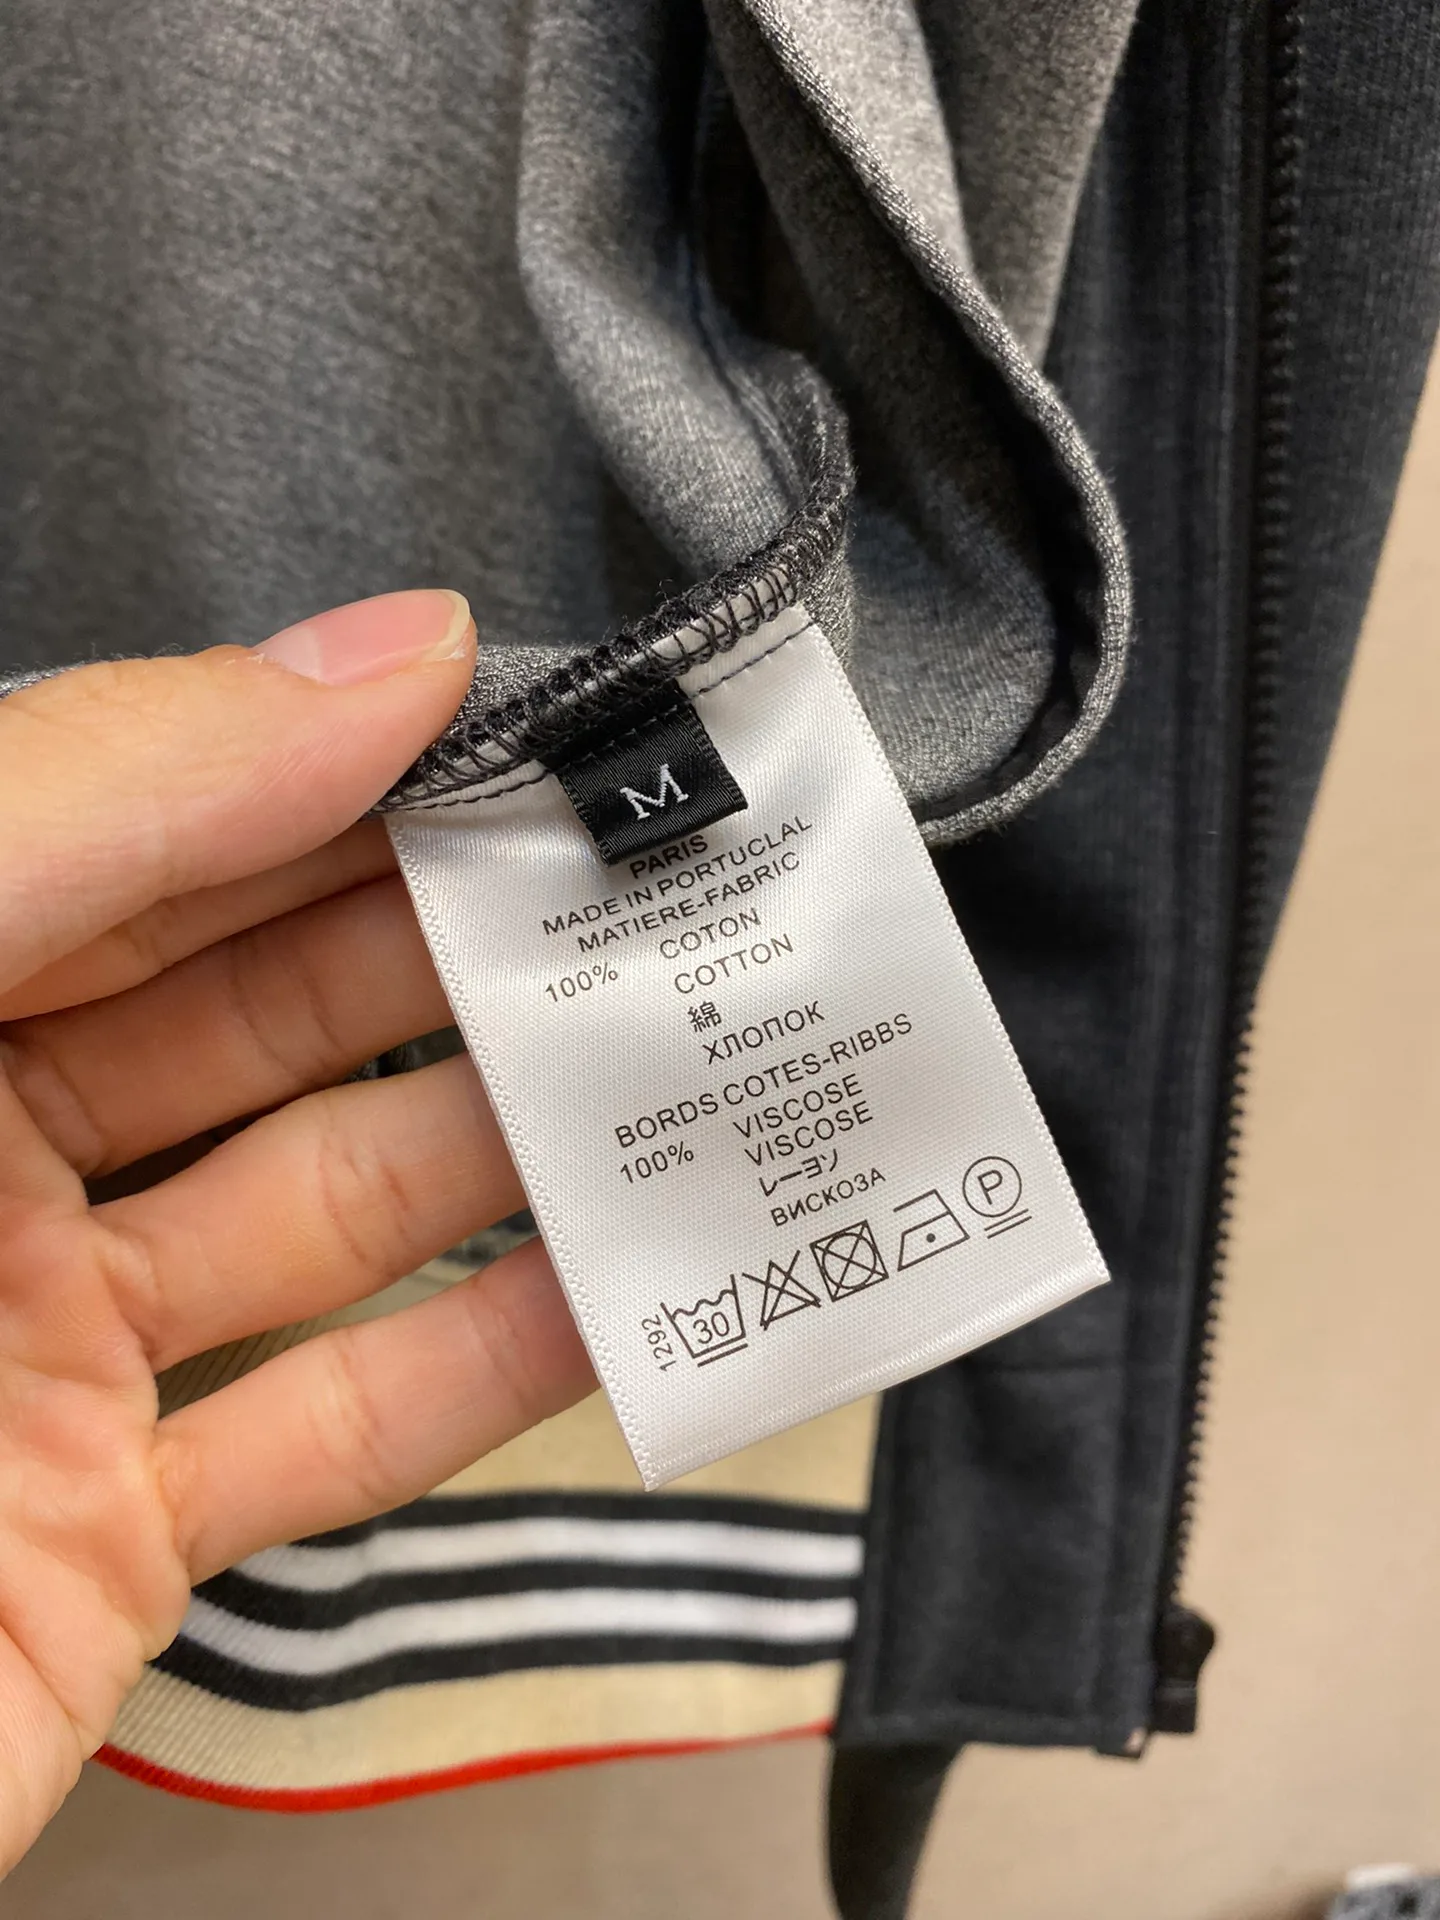 M
PARIS
MADE IN PORTUCLAL
MATIERE-FABRIC
100% COTON
COTTON
綿
ХЛОПОК
BORDS COTES-RIBBS
100% VISCOSE
VISCOSE
レーヨン
ВИСКОЗА
1292
30
P